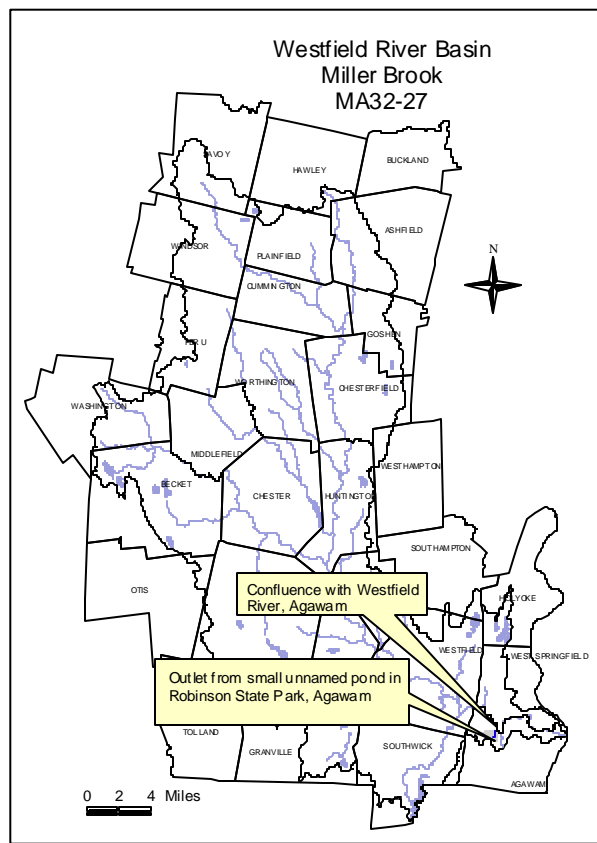 Westfield River Basin
Miller Brook
MA32-27
SAVOY
HAWLEY
BUCKLAND
ASHFIELD
N
WINDSOR
PLAINFIELD
CUMMINGTON
PERU
GOSHEN
WORTHINGTON
CHESTERFIELD
WASHINGTON
MIDDLEFIELD
WESTHAMPTON
BECKET
CHESTER
HUNTINGTON
SOUTHAMPTON
OTIS
HOLYOKE
Confluence with Westfield
River, Agawam
WESTFIELD
WEST SPRINGFIELD
Outlet from small unnamed pond in
Robinson State Park, Agawam
TOLLAND
GRANVILLE
SOUTHWICK
AGAWAM
0 2 4 Miles